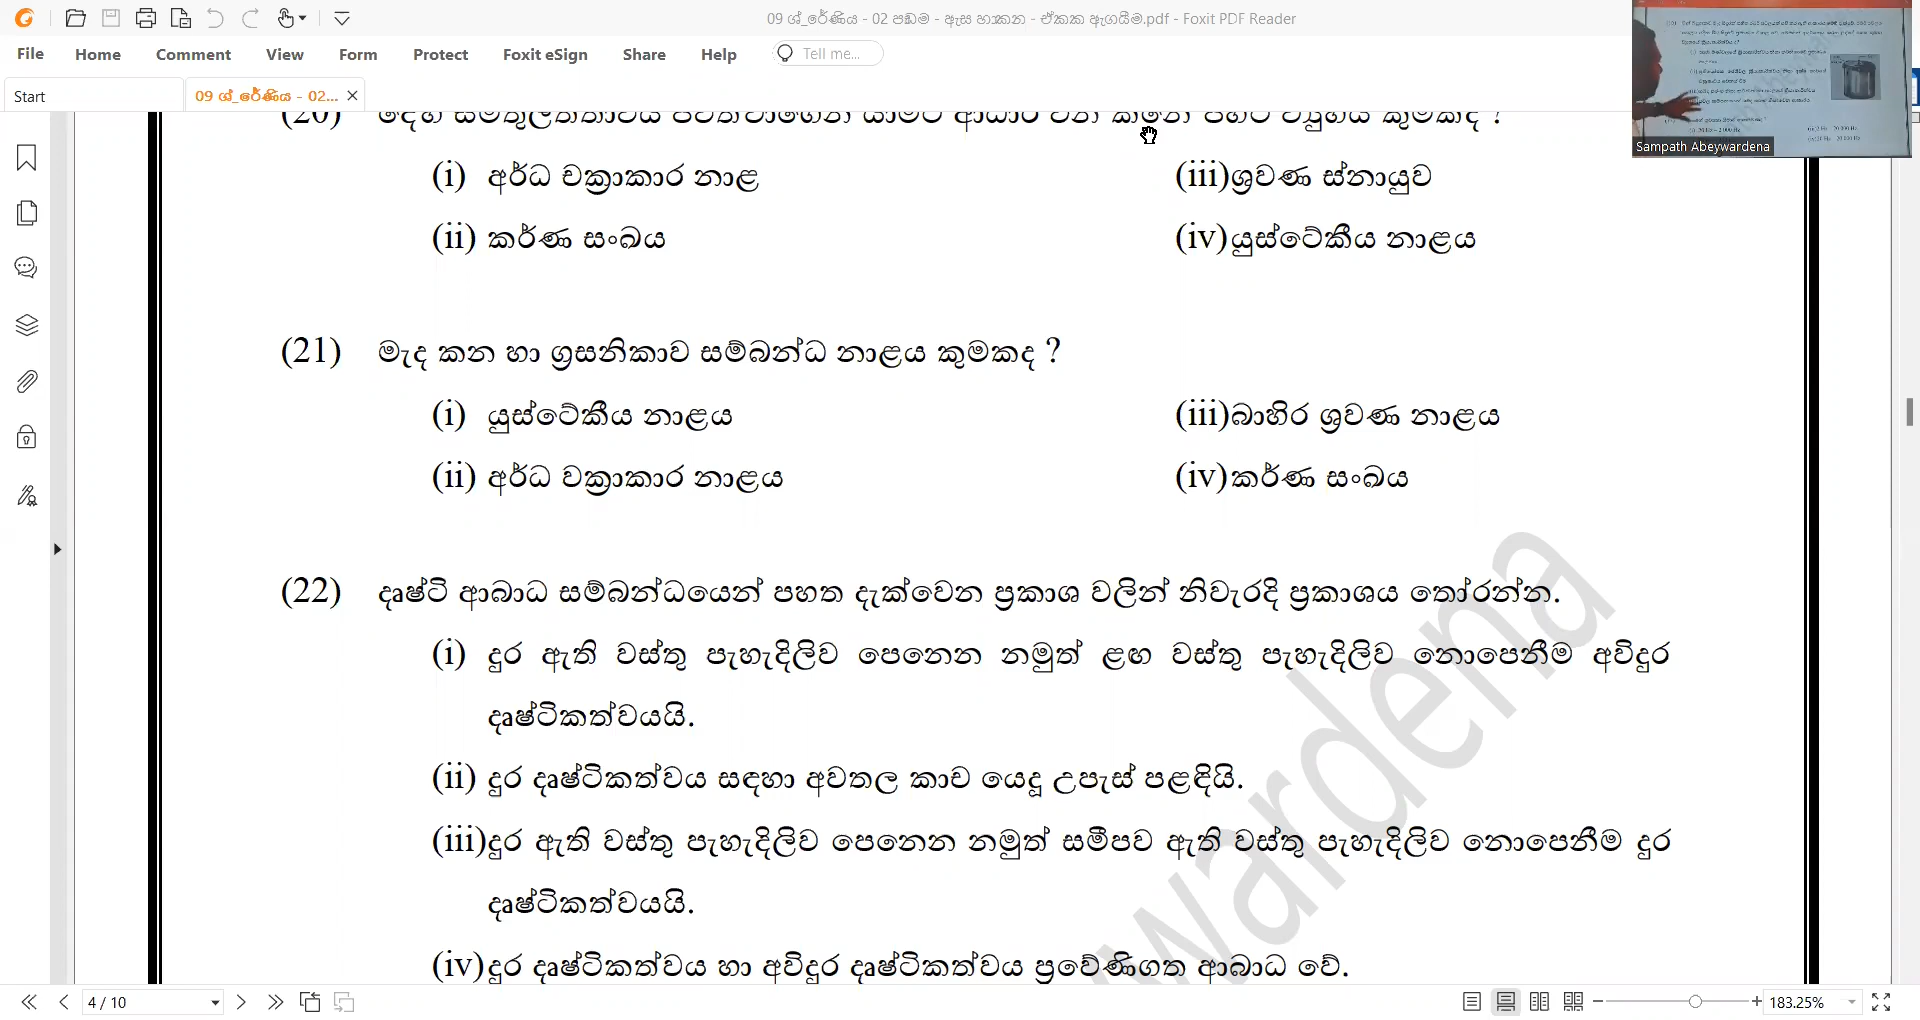 09 ශ්‍රේණිය - 02 පාඩම - ඇස හා කන - ඒකක ඇගයීම.pdf - Foxit PDF Reader
File Home Comment View Form Protect Foxit eSign Share Help Tell me...
Start
09 ශ්‍රේණිය - 02...
(20)
(i) අර්ධ චක්‍රාකාර නාළ
(iii) ශ්‍රවණ ස්නායුව
(ii) කර්ණ සංඛය
(iv) යුස්ටේකීය නාළය
(21) මැද කන හා ග්‍රසනිකාව සම්බන්ධ නාළය කුමකද ?
(i) යුස්ටේකීය නාළය
(iii) බාහිර ශ්‍රවණ නාළය
(ii) අර්ධ වක්‍රාකාර නාළය
(iv) කර්ණ සංඛය
(22) දෘෂ්ටි ආබාධ සම්බන්ධයෙන් පහත දැක්වෙන ප්‍රකාශ වලින් නිවැරදි ප්‍රකාශය තෝරන්න.
(i) දුර ඇති වස්තු පැහැදිලිව පෙනෙන නමුත් ළඟ වස්තු පැහැදිලිව නොපෙනීම අවිදුර
දෘෂ්ටිකත්වයයි.
(ii) දුර දෘෂ්ටිකත්වය සඳහා අවතල කාච යෙදූ උපැස් පළඳියි.
(iii) දුර ඇති වස්තු පැහැදිලිව පෙනෙන නමුත් සමීපව ඇති වස්තු පැහැදිලිව නොපෙනීම දුර
දෘෂ්ටිකත්වයයි.
(iv) දුර දෘෂ්ටිකත්වය හා අවිදුර දෘෂ්ටිකත්වය ප්‍රවේණිගත ආබාධ වේ.
wardena
Sampath Abeywardena
4 / 10
183.25%